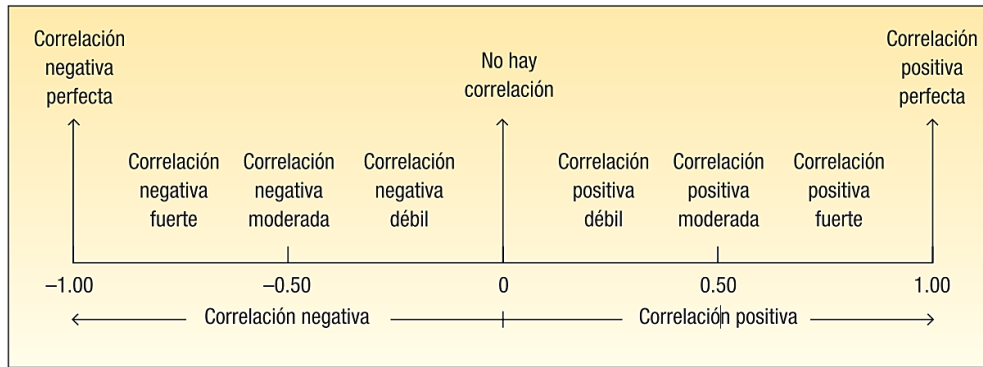 Correlación
negativa
perfecta
No hay
correlación
Correlación
positiva
perfecta
Correlación
negativa
fuerte
Correlación
negativa
moderada
Correlación
negativa
débil
Correlación
positiva
débil
Correlación
positiva
moderada
Correlación
positiva
fuerte
–1.00
–0.50
0
0.50
1.00
Correlación negativa
Correlación positiva